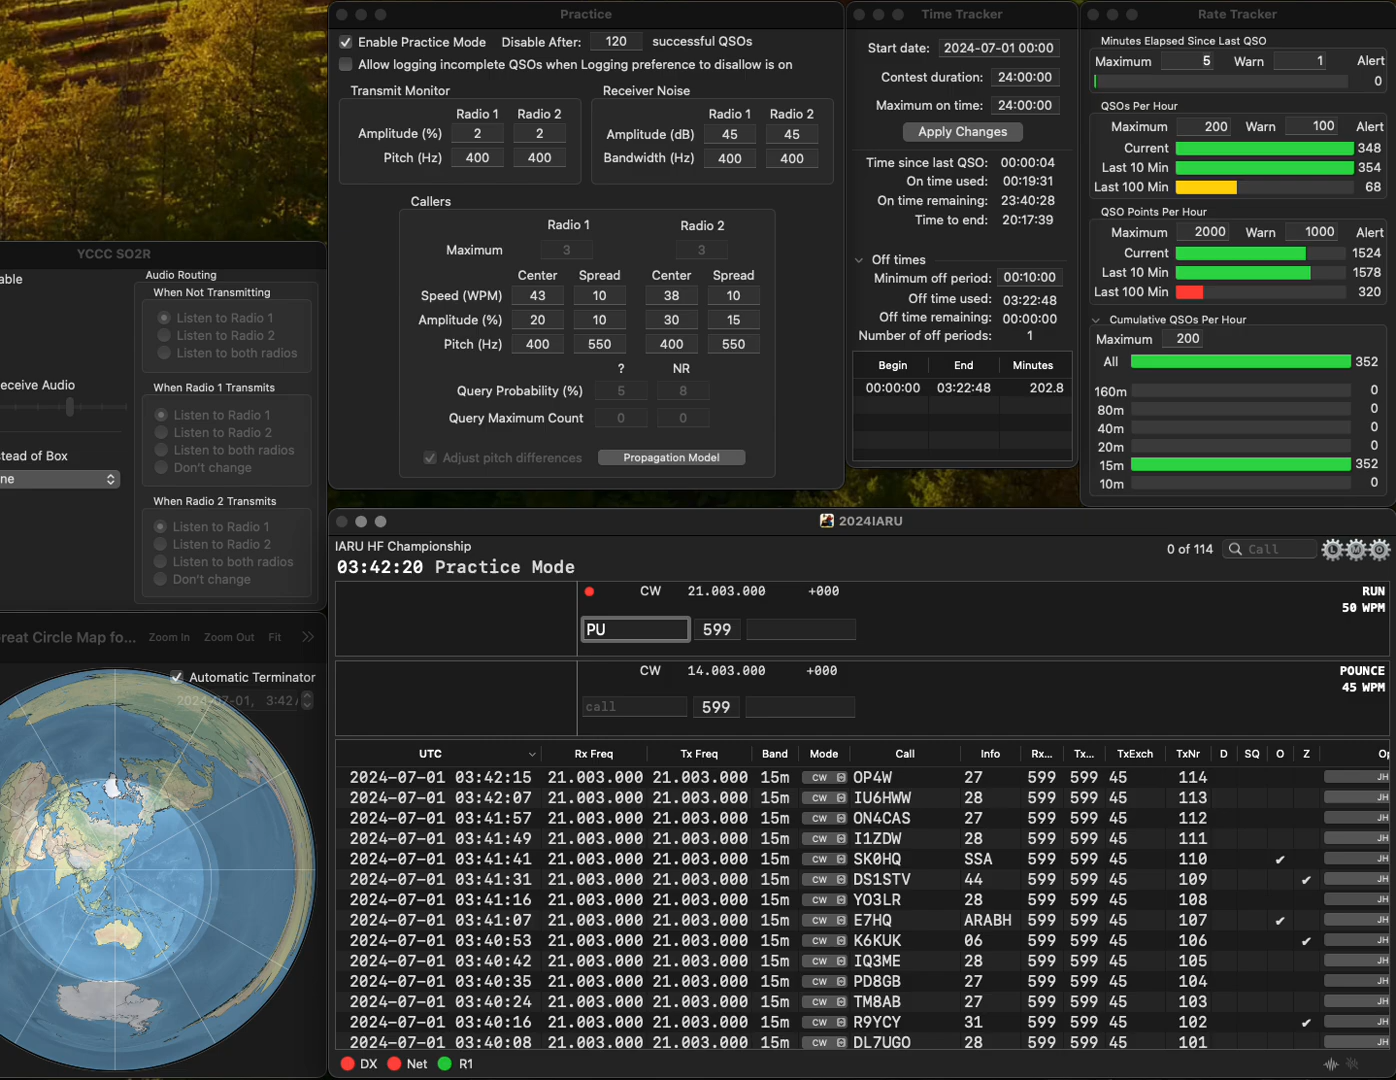 Practice
Enable Practice Mode Disable After: 120 successful QSOs
Allow logging incomplete QSOs when Logging preference to disallow is on
Transmit Monitor
Radio 1 Radio 2
Amplitude (%) 2 2
Pitch (Hz) 400 400
Receiver Noise
Radio 1 Radio 2
Amplitude (dB) 45 45
Bandwidth (Hz) 400 400
Callers
Radio 1 Radio 2
Maximum 3 3
Center Spread Center Spread
Speed (WPM) 43 10 38 10
Amplitude (%) 20 10 30 15
Pitch (Hz) 400 550 400 550
? NR
Query Probability (%) 5 8
Query Maximum Count 0 0
Adjust pitch differences Propagation Model
Time Tracker
Start date: 2024-07-01 00:00
Contest duration: 24:00:00
Maximum on time: 24:00:00
Apply Changes
Time since last QSO: 00:00:04
On time used: 00:19:31
On time remaining: 23:40:28
Time to end: 20:17:39
Off times
Minimum off period: 00:10:00
Off time used: 03:22:48
Off time remaining: 00:00:00
Number of off periods: 1
Begin End Minutes
00:00:00 03:22:48 202.8
Rate Tracker
Minutes Elapsed Since Last QSO
Maximum 5 Warn 1 Alert
0
QSOs Per Hour
Maximum 200 Warn 100 Alert
Current 348
Last 10 Min 354
Last 100 Min 68
QSO Points Per Hour
Maximum 2000 Warn 1000 Alert
Current 1524
Last 10 Min 1578
Last 100 Min 320
Cumulative QSOs Per Hour
Maximum 200
All 352
160m 0
80m 0
40m 0
20m 0
15m 352
10m 0
YCCC SO2R
able
eceive Audio
stead of Box
ne
Audio Routing
When Not Transmitting
Listen to Radio 1
Listen to Radio 2
Listen to both radios
When Radio 1 Transmits
Listen to Radio 1
Listen to Radio 2
Listen to both radios
Don't change
When Radio 2 Transmits
Listen to Radio 1
Listen to Radio 2
Listen to both radios
Don't change
reat Circle Map fo... Zoom In Zoom Out Fit
Automatic Terminator
2024-07-01, 3:42
2024IARU
IARU HF Championship 0 of 114 Call
03:42:20 Practice Mode
CW 21.003.000 +000 RUN
50 WPM
PU 599
CW 14.003.000 +000 POUNCE
45 WPM
call 599
UTC Rx Freq Tx Freq Band Mode Call Info Rx... Tx... TxExch TxNr D SQ O Z Op
2024-07-01 03:42:15 21.003.000 21.003.000 15m CW OP4W 27 599 599 45 114 JH
2024-07-01 03:42:07 21.003.000 21.003.000 15m CW IU6HWW 28 599 599 45 113 JH
2024-07-01 03:41:57 21.003.000 21.003.000 15m CW ON4CAS 27 599 599 45 112 JH
2024-07-01 03:41:49 21.003.000 21.003.000 15m CW I1ZDW 28 599 599 45 111 JH
2024-07-01 03:41:41 21.003.000 21.003.000 15m CW SK0HQ SSA 599 599 45 110 ✔ JH
2024-07-01 03:41:31 21.003.000 21.003.000 15m CW DS1STV 44 599 599 45 109 ✔ JH
2024-07-01 03:41:16 21.003.000 21.003.000 15m CW YO3LR 28 599 599 45 108 JH
2024-07-01 03:41:07 21.003.000 21.003.000 15m CW E7HQ ARABH 599 599 45 107 ✔ JH
2024-07-01 03:40:53 21.003.000 21.003.000 15m CW K6KUK 06 599 599 45 106 ✔ JH
2024-07-01 03:40:42 21.003.000 21.003.000 15m CW IQ3ME 28 599 599 45 105 JH
2024-07-01 03:40:35 21.003.000 21.003.000 15m CW PD8GB 27 599 599 45 104 JH
2024-07-01 03:40:24 21.003.000 21.003.000 15m CW TM8AB 27 599 599 45 103 JH
2024-07-01 03:40:16 21.003.000 21.003.000 15m CW R9YCY 31 599 599 45 102 ✔ JH
2024-07-01 03:40:08 21.003.000 21.003.000 15m CW DL7UGO 28 599 599 45 101 JH
DX Net R1